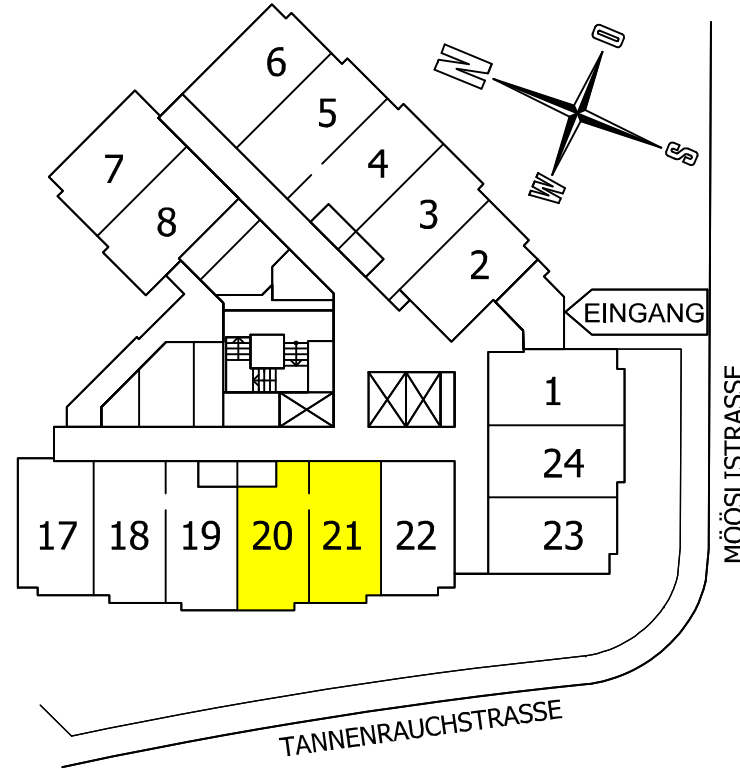 6
5
4
3
2
7
8
N
O
S
W
EINGANG
1
24
23
17 18 19 20 21 22
MÖÖSLISTRASSE
TANNENRAUCHSTRASSE